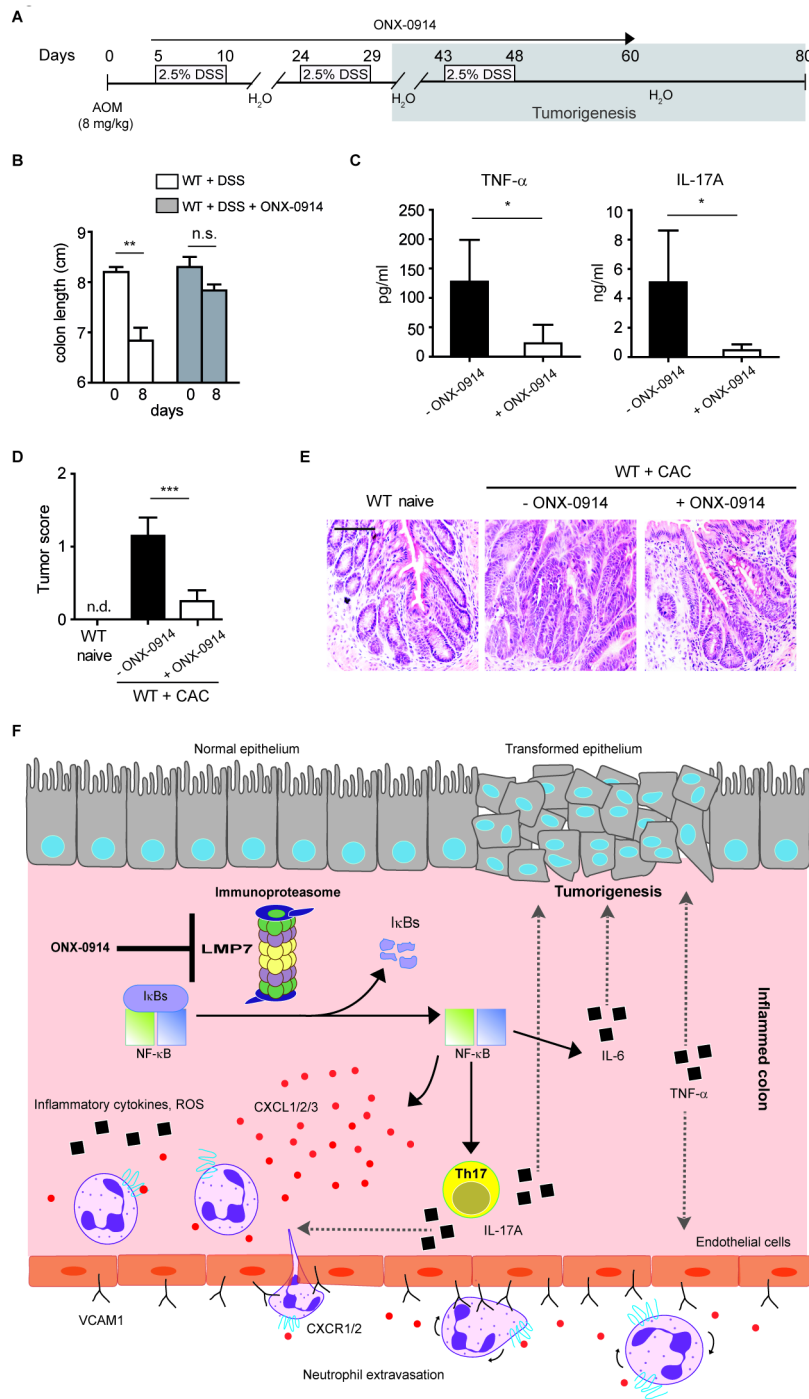 A
ONX-0914
Days 0 5 10 24 29 43 48 60 80
2.5% DSS 2.5% DSS 2.5% DSS
H2O H2O H2O
AOM
(8 mg/kg)
Tumorigenesis
B
WT + DSS
WT + DSS + ONX-0914
** n.s.
colon length (cm)
9
8
7
6
0 8 0 8
days
C
TNF-α
*
pg/ml
250
200
150
100
50
0
- ONX-0914
+ ONX-0914
IL-17A
*
ng/ml
10
8
6
4
2
0
- ONX-0914
+ ONX-0914
D
Tumor score
2
1
0
***
n.d.
WT
naive
- ONX-0914
+ ONX-0914
WT + CAC
E
WT + CAC
WT naive - ONX-0914 + ONX-0914
F
Normal epithelium Transformed epithelium
Tumorigenesis
Immunoproteasome
ONX-0914
LMP7
IκBs
IκBs
NF-κB
NF-κB
IL-6
TNF-α
Inflammed colon
Inflammatory cytokines, ROS
CXCL1/2/3
Th17
IL-17A
Endothelial cells
VCAM1
CXCR1/2
Neutrophil extravasation